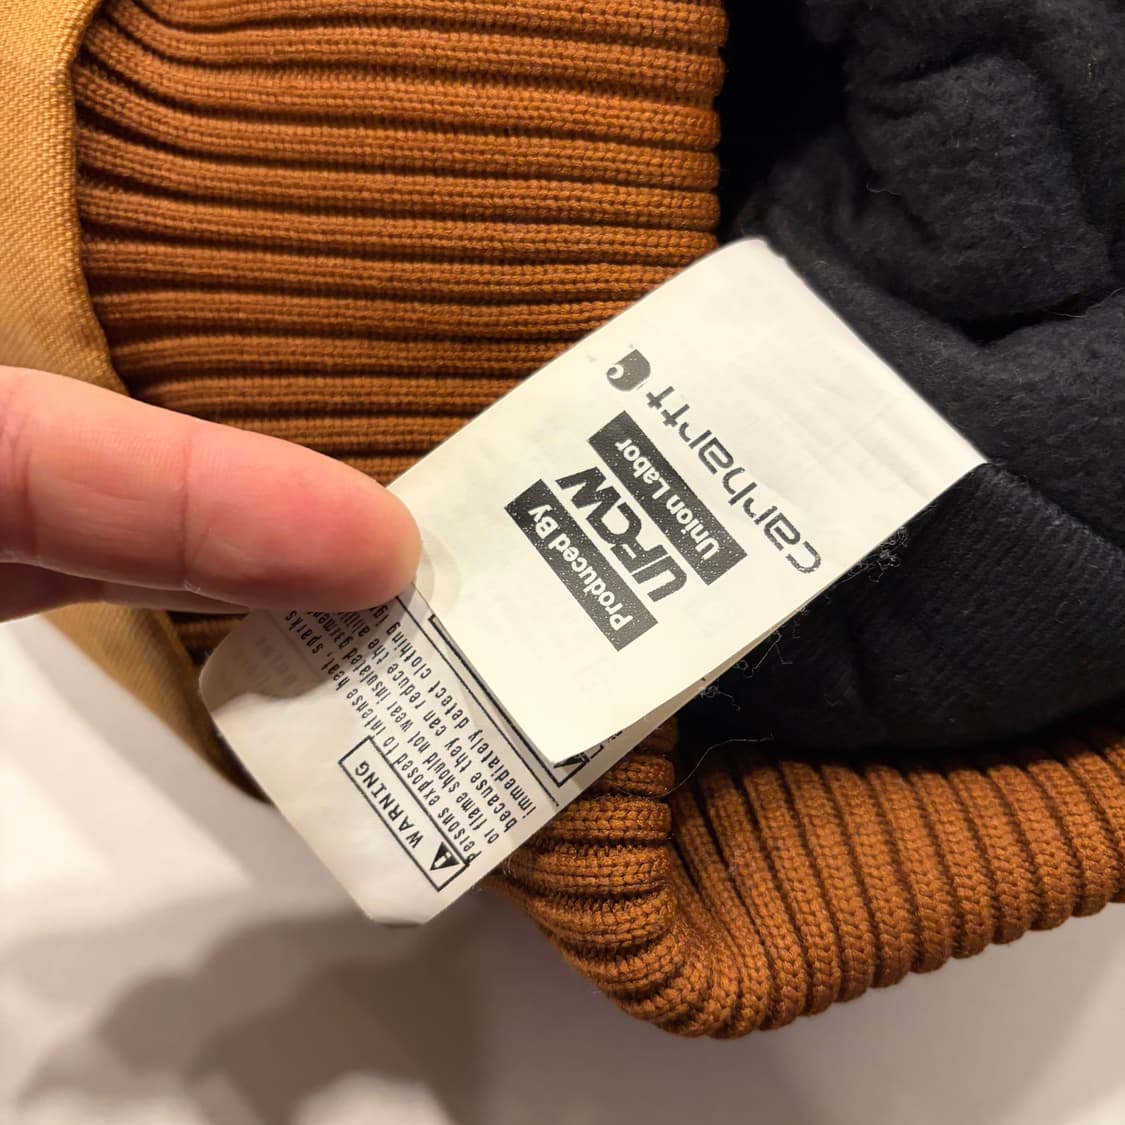 Produced By
UFCW
Union Labor
carhartt
WARNING
Persons exposed to intense heat, sparks
or flame should not wear insulated garmen
because they can reduce the
immediately detect clothing